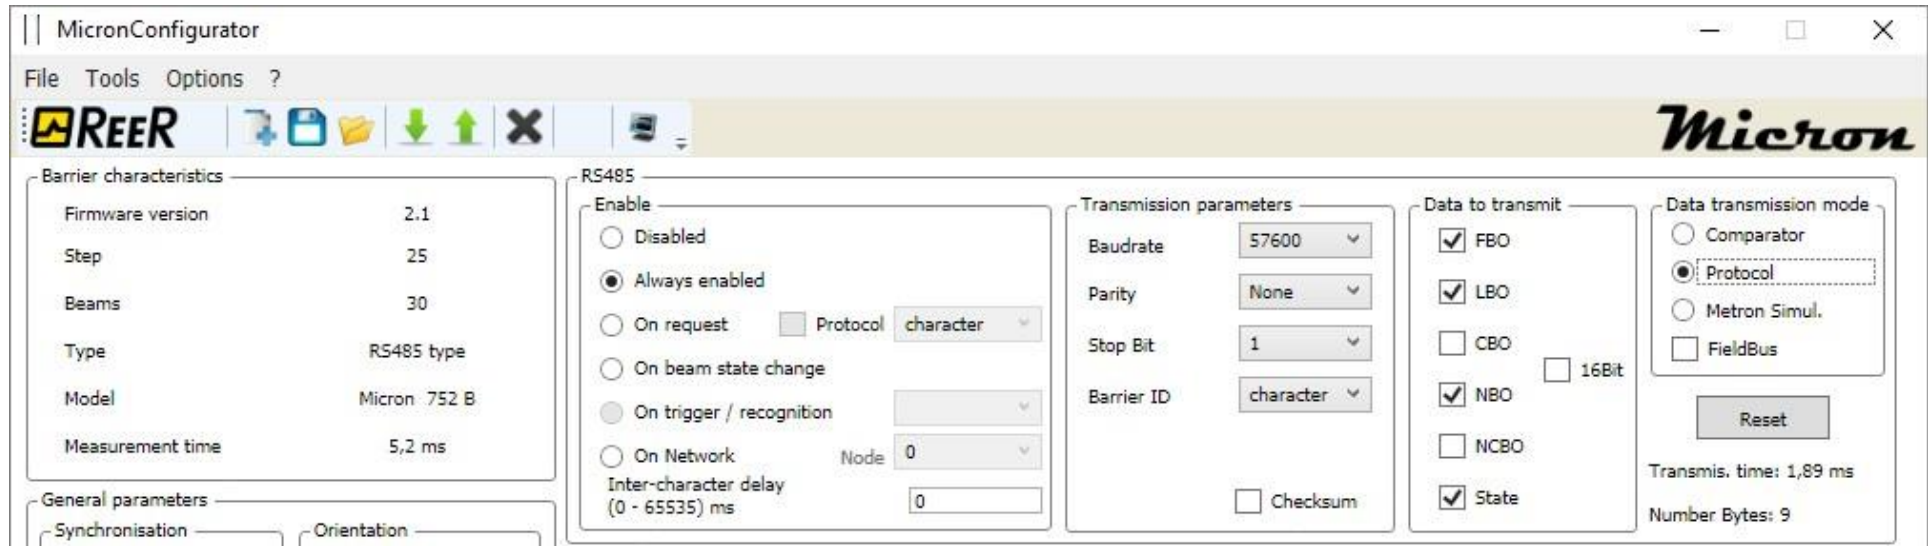 MicronConfigurator
File Tools Options ?
REER
Micron
Barrier characteristics
Firmware version 2.1
Step 25
Beams 30
Type RS485 type
Model Micron 752 B
Measurement time 5,2 ms
General parameters
Synchronisation
Orientation
RS485
Enable
Disabled
Always enabled
On request Protocol character
On beam state change
On trigger / recognition
On Network Node 0
Inter-character delay
(0 - 65535) ms 0
Transmission parameters
Baudrate 57600
Parity None
Stop Bit 1
Barrier ID character
Checksum
Data to transmit
FBO
LBO
CBO
16Bit
NBO
NCBO
State
Data transmission mode
Comparator
Protocol
Metron Simul.
FieldBus
Reset
Transmis. time: 1,89 ms
Number Bytes: 9